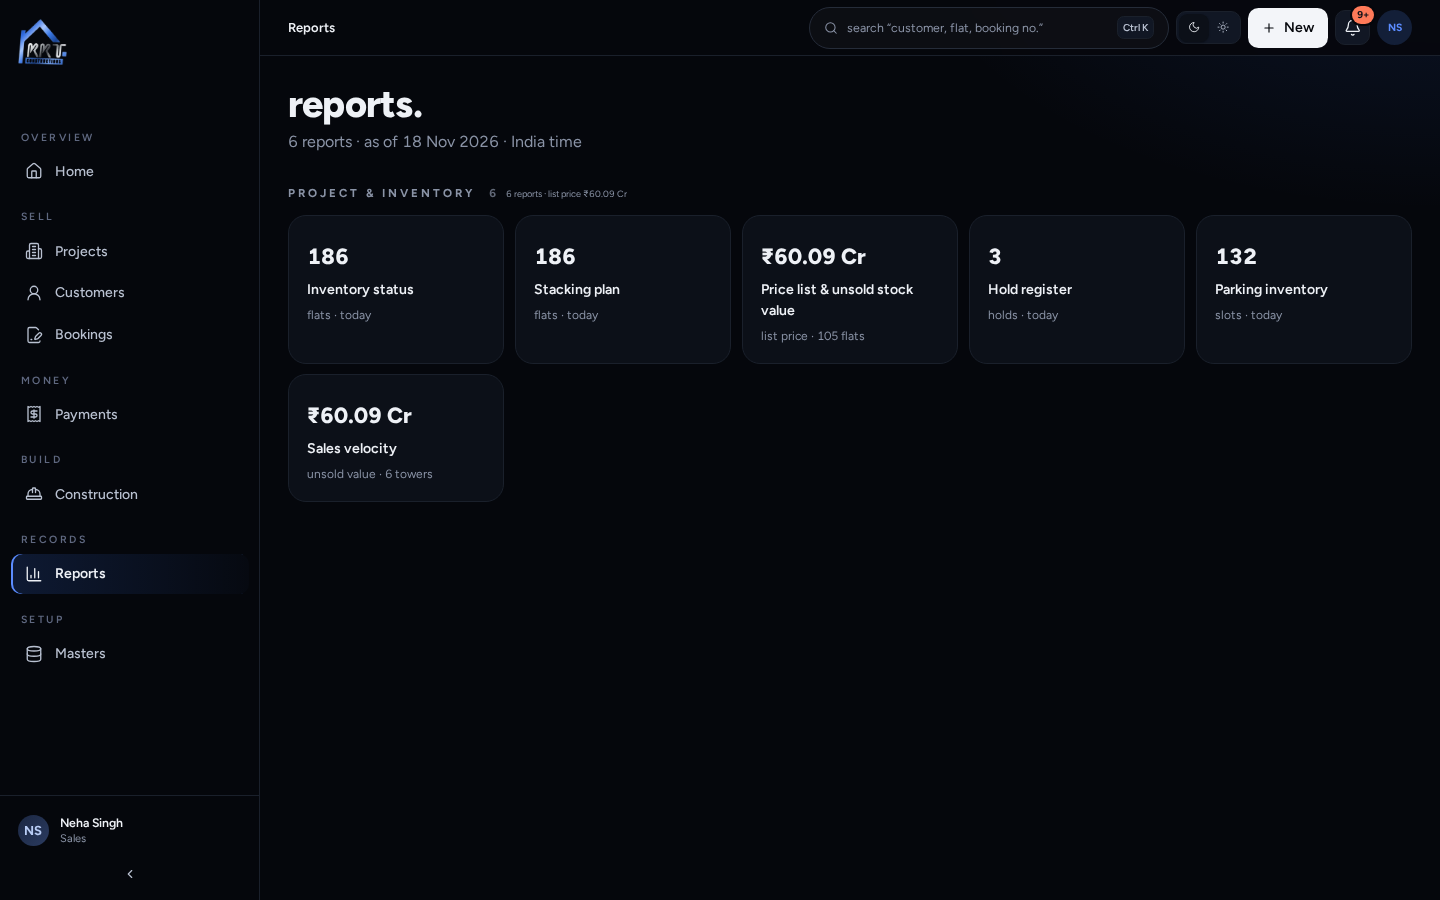 Reports
search “customer, flat, booking no.”
Ctrl K
New
9+
NS
OVERVIEW
Home
SELL
Projects
Customers
Bookings
MONEY
Payments
BUILD
Construction
RECORDS
Reports
SETUP
Masters
NS
Neha Singh
Sales
reports.
6 reports · as of 18 Nov 2026 · India time
PROJECT & INVENTORY 6 6 reports · list price ₹60.09 Cr
186
Inventory status
flats · today
186
Stacking plan
flats · today
₹60.09 Cr
Price list & unsold stock
value
list price · 105 flats
3
Hold register
holds · today
132
Parking inventory
slots · today
₹60.09 Cr
Sales velocity
unsold value · 6 towers